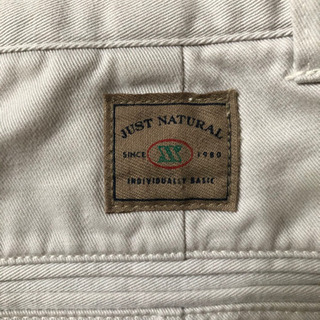 JUST NATURAL
SINCE 1980
INDIVIDUALLY BASIC